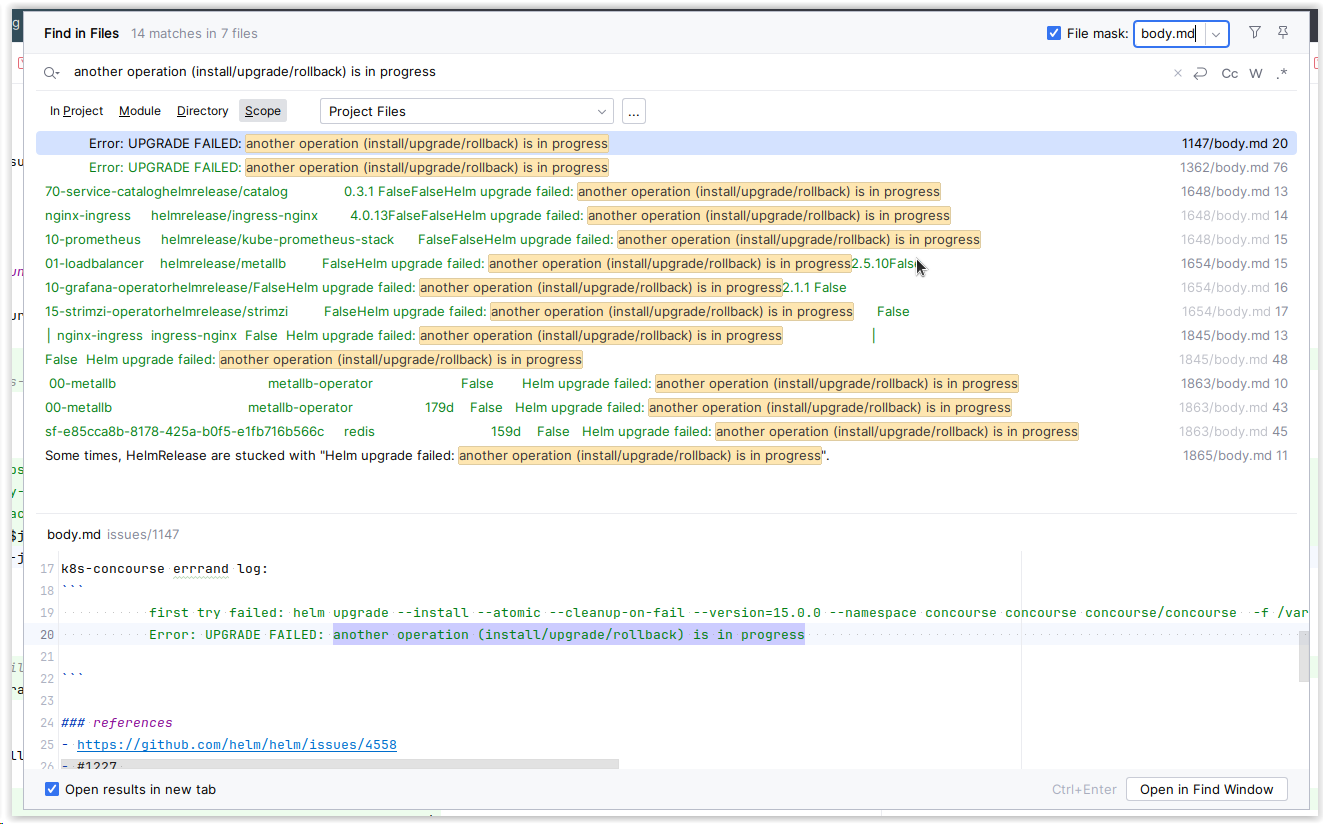 Find in Files 14 matches in 7 files File mask: body.md
another operation (install/upgrade/rollback) is in progress Cc W .*
In Project Module Directory Scope Project Files ...
Error: UPGRADE FAILED: another operation (install/upgrade/rollback) is in progress 1147/body.md 20
Error: UPGRADE FAILED: another operation (install/upgrade/rollback) is in progress 1362/body.md 76
70-service-cataloghelmrelease/catalog 0.3.1 FalseFalseHelm upgrade failed: another operation (install/upgrade/rollback) is in progress 1648/body.md 13
nginx-ingress helmrelease/ingress-nginx 4.0.13FalseFalseHelm upgrade failed: another operation (install/upgrade/rollback) is in progress 1648/body.md 14
10-prometheus helmrelease/kube-prometheus-stack FalseFalseHelm upgrade failed: another operation (install/upgrade/rollback) is in progress 1648/body.md 15
01-loadbalancer helmrelease/metallb FalseHelm upgrade failed: another operation (install/upgrade/rollback) is in progress2.5.10False 1654/body.md 15
10-grafana-operatorhelmrelease/FalseHelm upgrade failed: another operation (install/upgrade/rollback) is in progress2.1.1 False 1654/body.md 16
15-strimzi-operatorhelmrelease/strimzi FalseHelm upgrade failed: another operation (install/upgrade/rollback) is in progress False 1654/body.md 17
| nginx-ingress ingress-nginx False Helm upgrade failed: another operation (install/upgrade/rollback) is in progress | 1845/body.md 13
False Helm upgrade failed: another operation (install/upgrade/rollback) is in progress 1845/body.md 48
00-metallb metallb-operator False Helm upgrade failed: another operation (install/upgrade/rollback) is in progress 1863/body.md 10
00-metallb metallb-operator 179d False Helm upgrade failed: another operation (install/upgrade/rollback) is in progress 1863/body.md 43
sf-e85cca8b-8178-425a-b0f5-e1fb716b566c redis 159d False Helm upgrade failed: another operation (install/upgrade/rollback) is in progress 1863/body.md 45
Some times, HelmRelease are stucked with "Helm upgrade failed: another operation (install/upgrade/rollback) is in progress". 1865/body.md 11
body.md issues/1147
17 k8s-concourse errrand log:
18 ```
19 first try failed: helm upgrade --install --atomic --cleanup-on-fail --version=15.0.0 --namespace concourse concourse concourse/concourse -f /var
20 Error: UPGRADE FAILED: another operation (install/upgrade/rollback) is in progress
21
22 ```
23
24 ### references
25 - https://github.com/helm/helm/issues/4558
26 - #1227
Open results in new tab Ctrl+Enter Open in Find Window